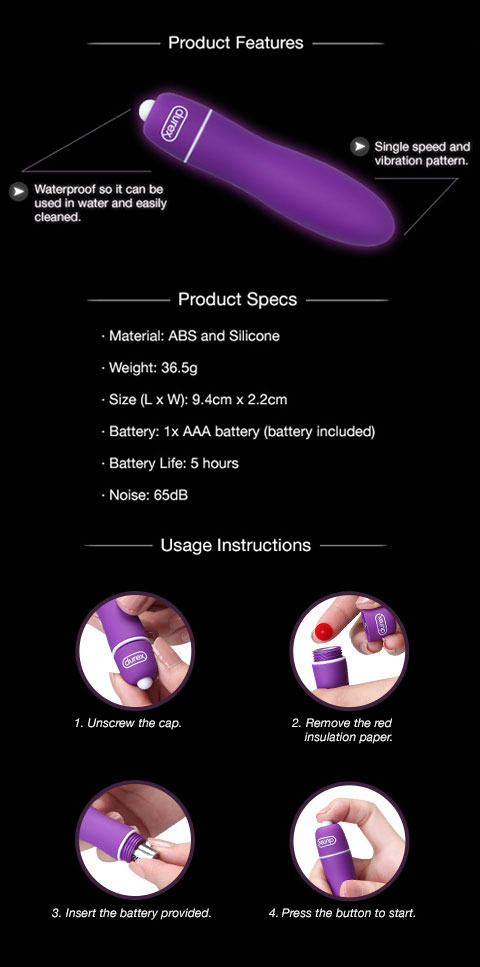 Product Features
durex
Single speed and
vibration pattern.
Waterproof so it can be
used in water and easily
cleaned.
Product Specs
· Material: ABS and Silicone
· Weight: 36.5g
· Size (L x W): 9.4cm x 2.2cm
· Battery: 1x AAA battery (battery included)
· Battery Life: 5 hours
· Noise: 65dB
Usage Instructions
durex
durex
1. Unscrew the cap.
2. Remove the red
insulation paper.
durex
3. Insert the battery provided.
4. Press the button to start.